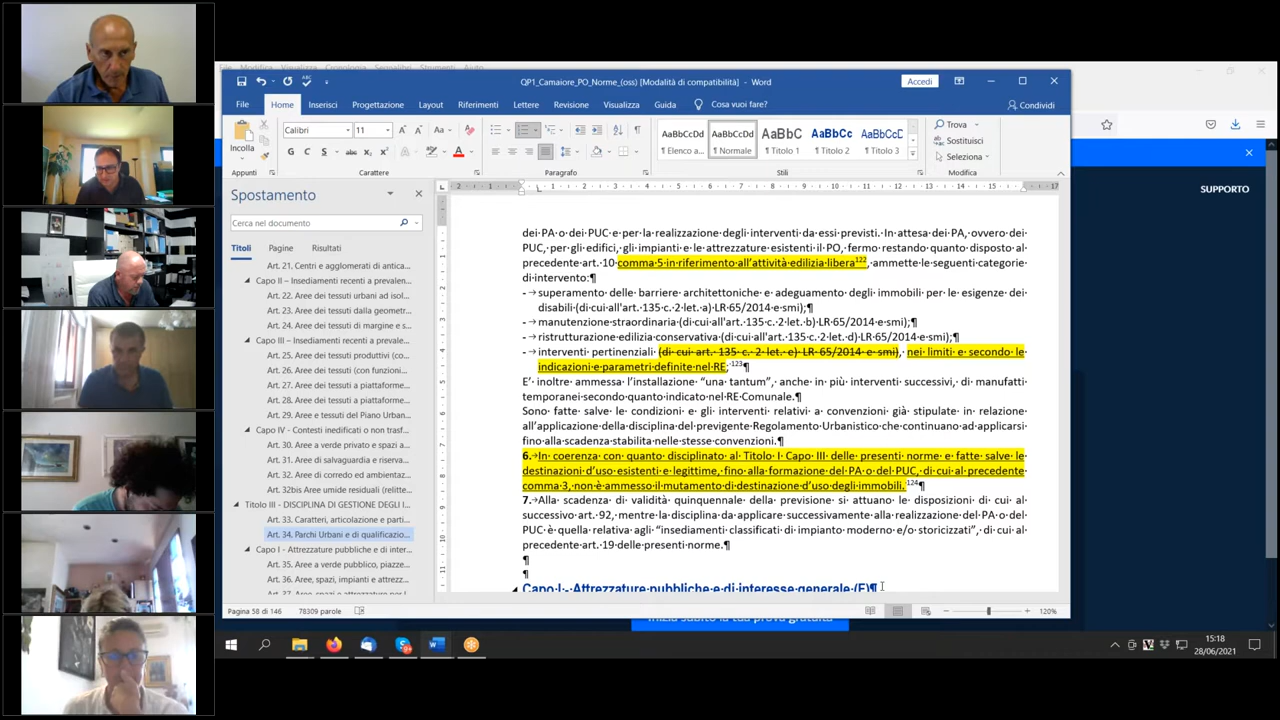 QP1_Camaiore_PO_Norme_(oss) [Modalità di compatibilità] - Word
Accedi
File Home Inserisci Progettazione Layout Riferimenti Lettere Revisione Visualizza Guida Cosa vuoi fare? Condividi
Incolla
Calibri 11
AaBbCcDd AaBbCcDd AaBbC AaBbCc AaBbCcD
¶ Elenco a... ¶ Normale ¶ Titolo 1 ¶ Titolo 2 ¶ Titolo 3
Trova
Sostituisci
Seleziona
Appunti Carattere Paragrafo Stili Modifica
SUPPORTO
Spostamento
Cerca nel documento
Titoli Pagine Risultati
Art. 21. Centri e agglomerati di antica...
Capo II – Insediamenti recenti a prevalen...
Art. 22. Aree dei tessuti urbani ad isol...
Art. 23. Aree dei tessuti dalla geometr...
Art. 24. Aree dei tessuti di margine e s...
Capo III – Insediamenti recenti a prevale...
Art. 25. Aree dei tessuti produttivi (con...
Art. 26. Aree dei tessuti (con funzioni...
Art. 27. Aree e tessuti a piattaforme...
Art. 28. Aree e tessuti a piattaforme...
Art. 29. Aree e tessuti del Piano Urban...
Capo IV - Contesti inedificati o non trasf...
Art. 30. Aree a verde privato e spazi a...
Art. 31. Aree di salvaguardia e riserva...
Art. 32. Aree di corredo ed ambientaz...
Art. 32bis Aree umide residuali (relitte...
Titolo III - DISCIPLINA DI GESTIONE DEGLI I...
Art. 33. Caratteri, articolazione e parti...
Art. 34. Parchi Urbani e di qualificazio...
Capo I - Attrezzature pubbliche e di inter...
Art. 35. Aree a verde pubblico, piazze...
Art. 36. Aree, spazi, impianti e attrezz...
dei PA o dei PUC e per la realizzazione degli interventi da essi previsti. In attesa dei PA, ovvero dei
PUC, per gli edifici, gli impianti e le attrezzature esistenti il PO, fermo restando quanto disposto al
precedente art. 10 comma 5 in riferimento all'attività edilizia libera122, ammette le seguenti categorie
di intervento:¶
- superamento delle barriere architettoniche e adeguamento degli immobili per le esigenze dei
disabili (di cui all'art. 135 c. 2 let. a) LR 65/2014 e smi);¶
- manutenzione straordinaria (di cui all'art. 135 c. 2 let. b) LR 65/2014 e smi);¶
- ristrutturazione edilizia conservativa (di cui all'art. 135 c. 2 let. c) LR 65/2014 e smi);¶
- interventi pertinenziali (di cui art. 135 c. 2 let. e) LR 65/2014 e smi), nei limiti e secondo le
indicazioni e parametri definite nel RE;123¶
E' inoltre ammessa l'installazione "una tantum", anche in più interventi successivi, di manufatti
temporanei secondo quanto indicato nel RE Comunale.¶
Sono fatte salve le condizioni e gli interventi relativi a convenzioni già stipulate in relazione
all'applicazione della disciplina del previgente Regolamento Urbanistico che continuano ad applicarsi
fino alla scadenza stabilita nelle stesse convenzioni.¶
6. In coerenza con quanto disciplinato al Titolo I Capo III delle presenti norme e fatte salve le
destinazioni d'uso esistenti e legittime, fino alla formazione del PA o del PUC, di cui al precedente
comma 3, non è ammesso il mutamento di destinazione d'uso degli immobili.124¶
7. Alla scadenza di validità quinquennale della previsione si attuano le disposizioni di cui al
successivo art. 92, mentre la disciplina da applicare successivamente alla realizzazione del PA o del
PUC è quella relativa agli "insediamenti classificati di impianto moderno e/o storicizzati", di cui al
precedente art. 19 delle presenti norme.¶
¶
¶
Capo I - Attrezzature pubbliche e di interesse generale (F)¶
Pagina 58 di 146 78309 parole
120%
Inizia subito la tua prova gratuita
15:18
28/06/2021